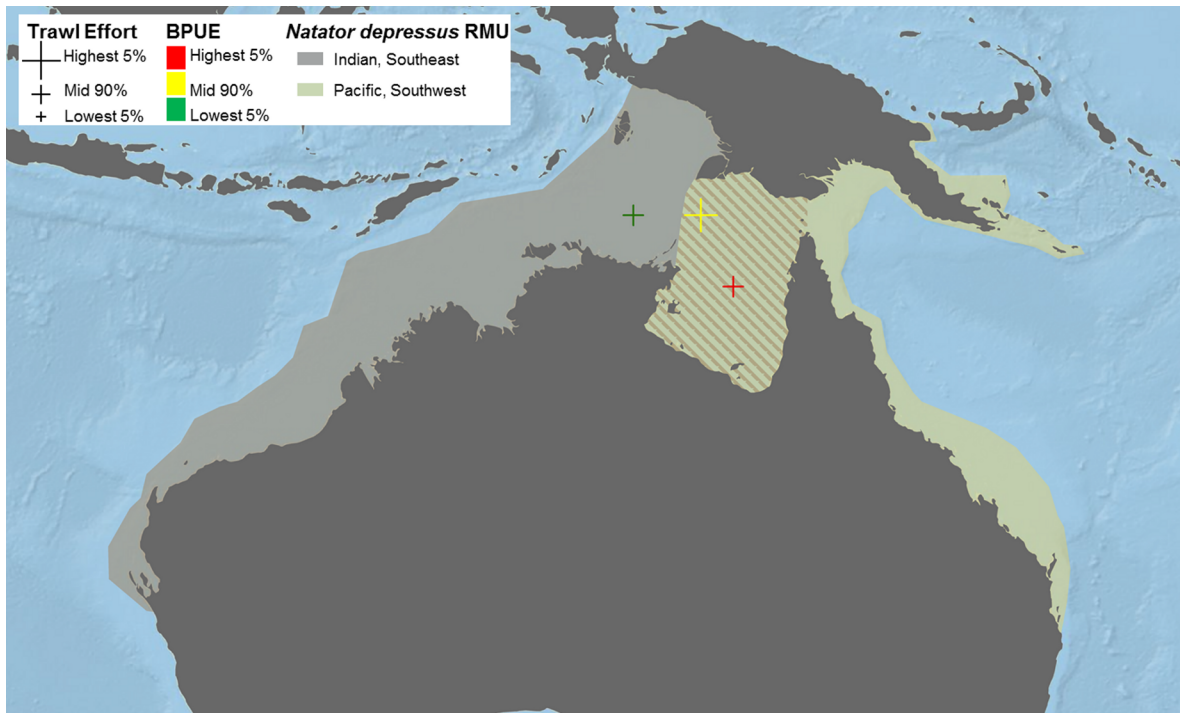 Trawl Effort BPUE Natator depressus RMU
Highest 5% Highest 5% Indian, Southeast
Mid 90% Mid 90% Pacific, Southwest
Lowest 5% Lowest 5%